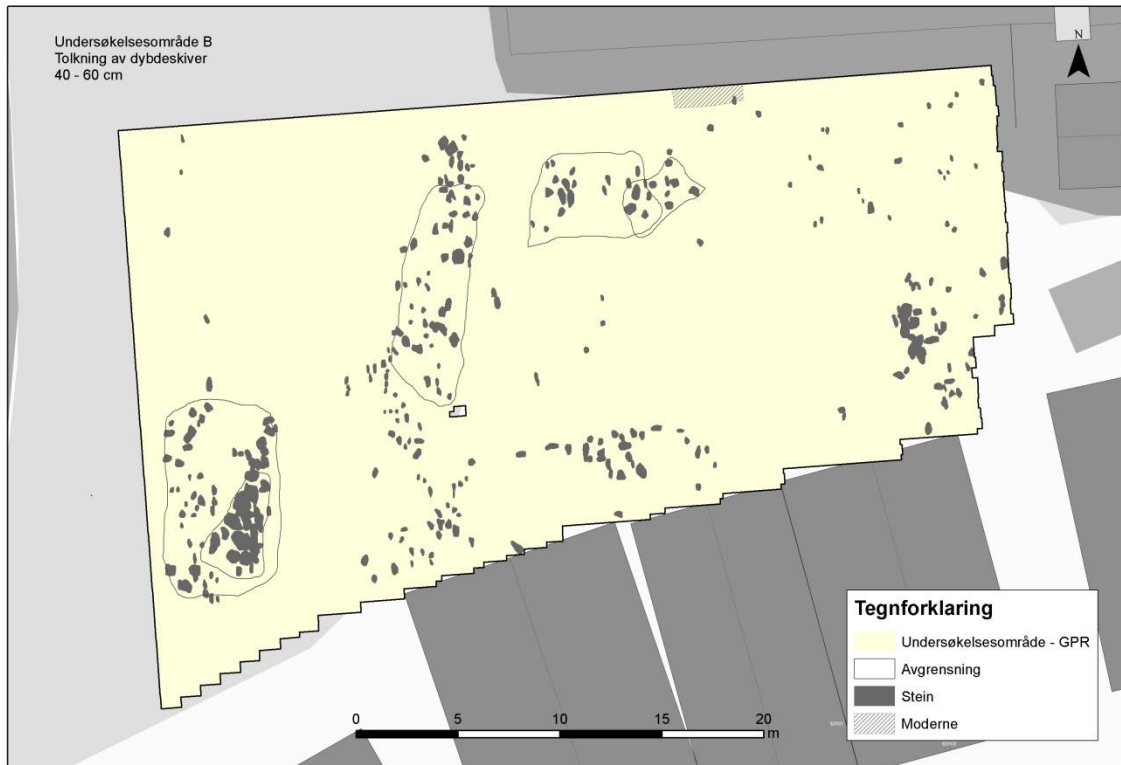 Undersøkelsesområde B
Tolkning av dybdeskiver
40 - 60 cm
N
Tegnforklaring
Undersøkelsesområde - GPR
Avgrensning
Stein
Moderne
0 5 10 15 20
m